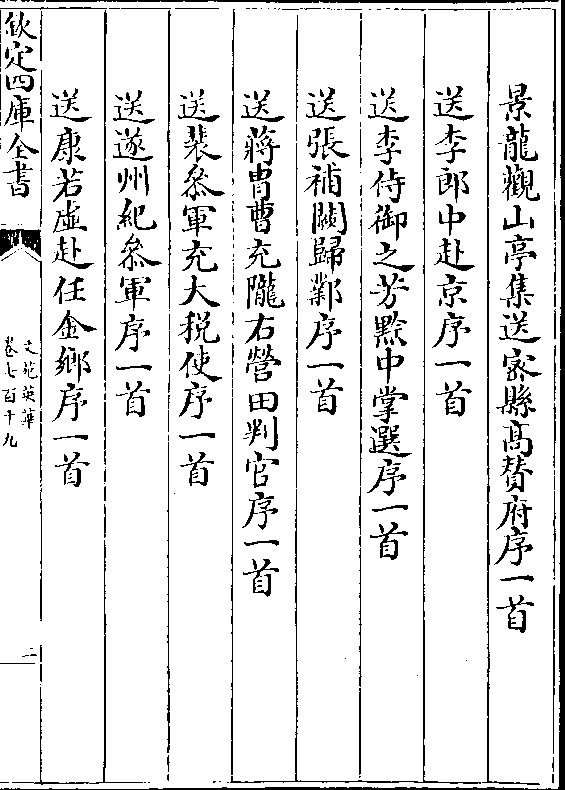 景龍觀山亭集送宻縣髙賛府序一首
送李郎中赴京序一首
送李侍御之芳黔中掌選序一首
送張補闕歸鄴序一首
送蔣胄曹充隴右營田判官序一首
送裴叅軍充大税使序一首
送遂州紀叅軍序一首
送康若虛赴任金鄉序一首
欽定四庫全書
文苑英華
卷七百十九
二